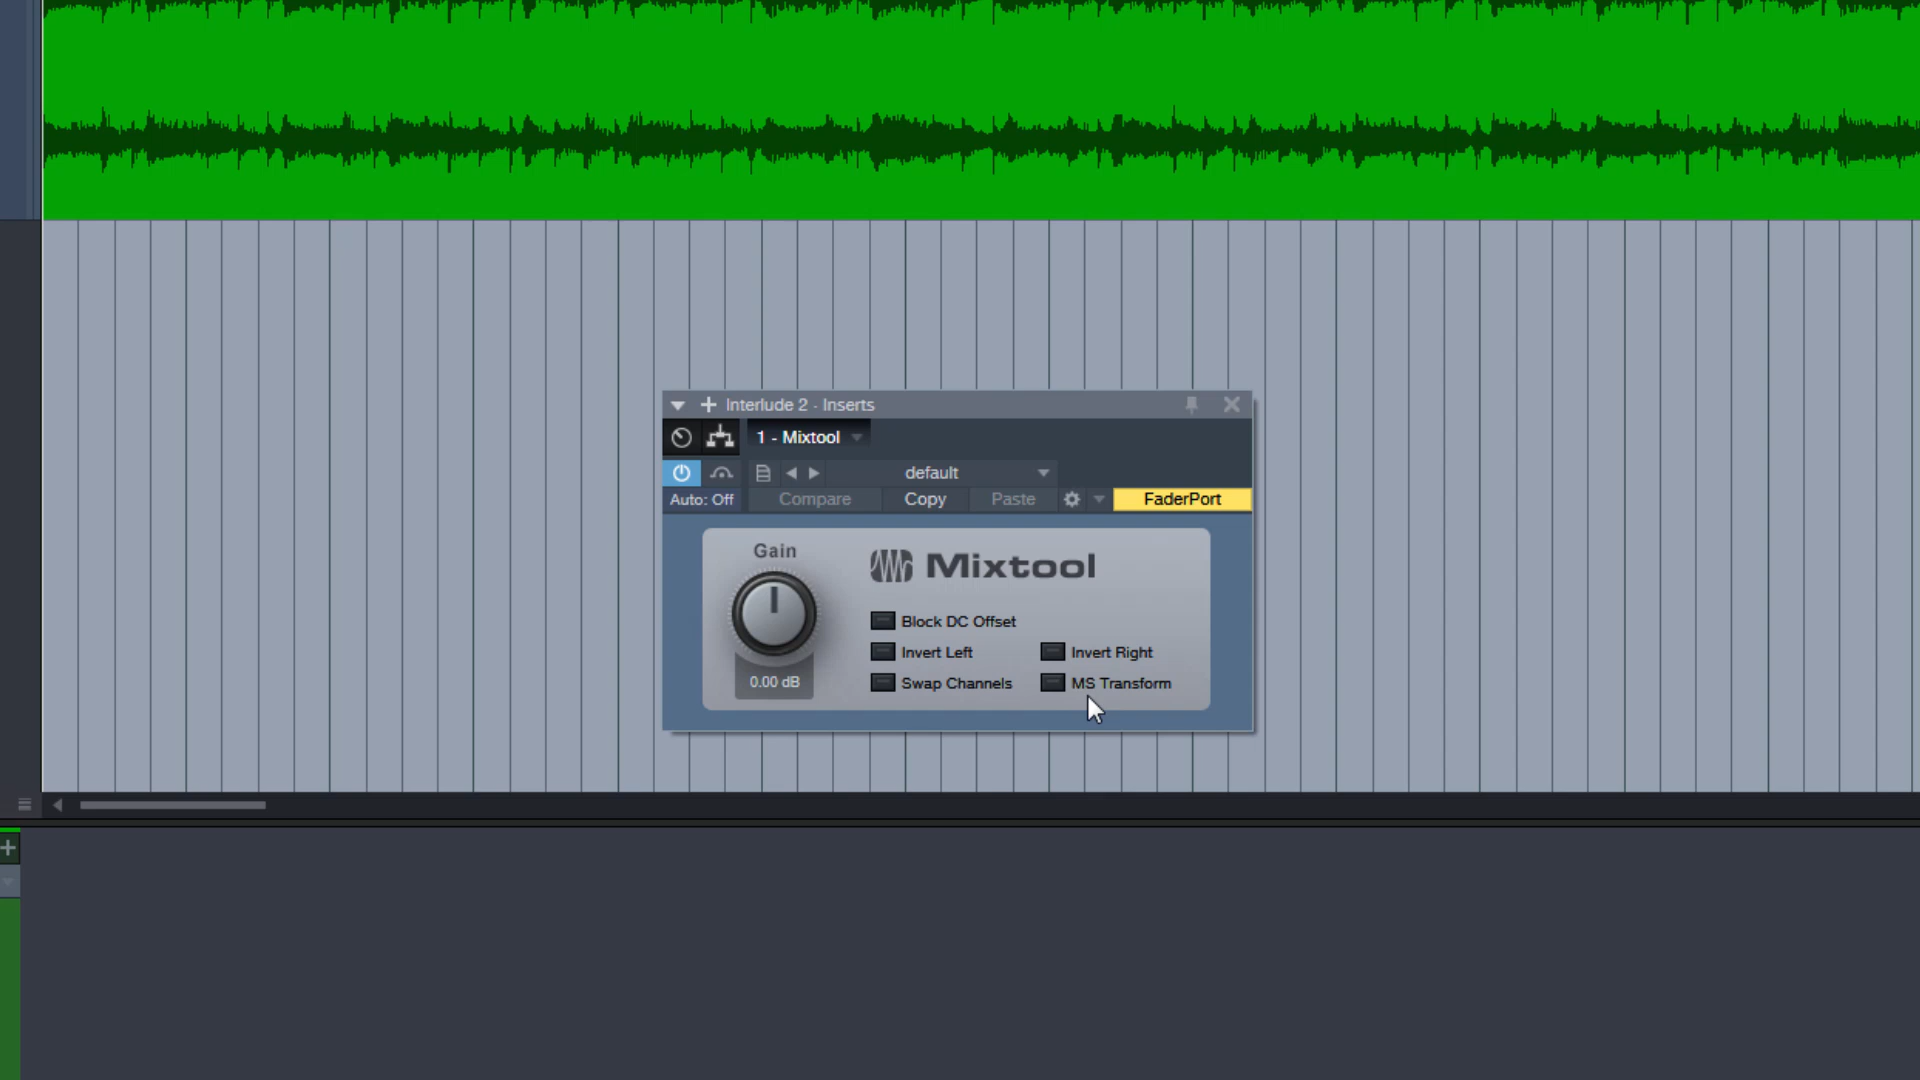 Interlude 2 - Inserts
1 - Mixtool
default
Auto: Off Compare Copy Paste FaderPort
Gain
Mixtool
Block DC Offset
Invert Left Invert Right
0.00 dB Swap Channels MS Transform